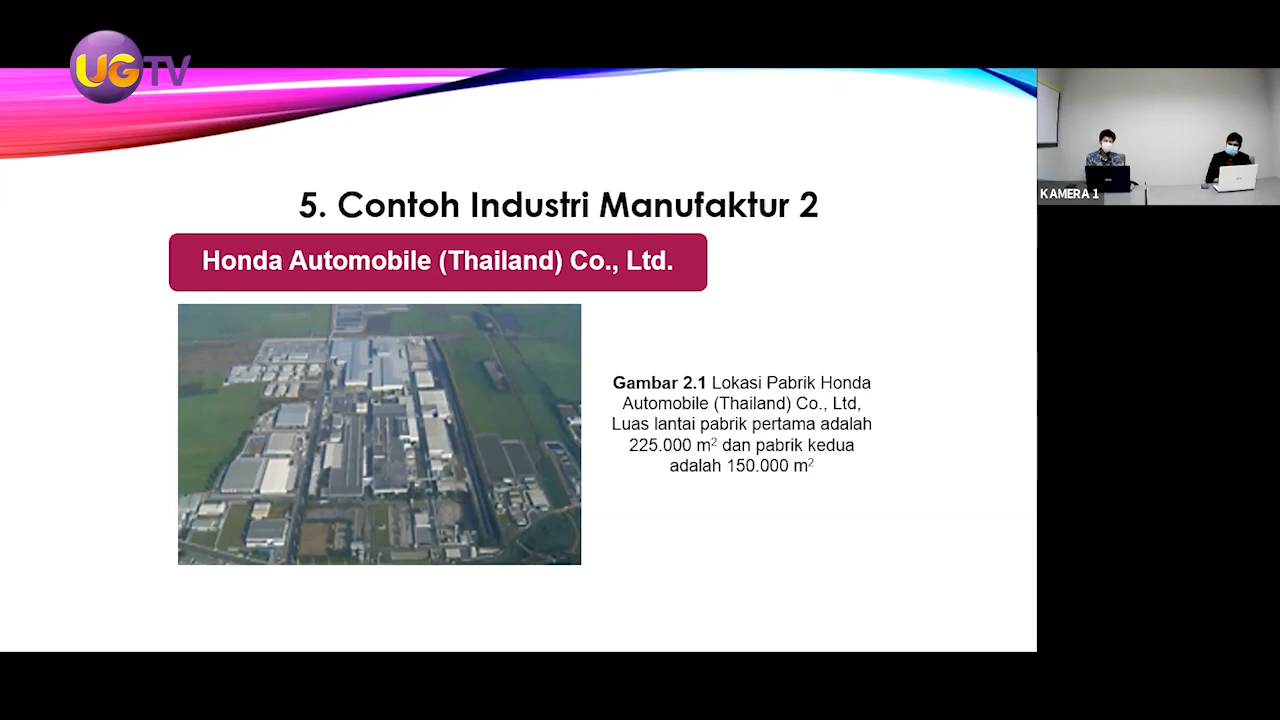 UGTV
5. Contoh Industri Manufaktur 2
KAMERA 1
Honda Automobile (Thailand) Co., Ltd.
Gambar 2.1 Lokasi Pabrik Honda
Automobile (Thailand) Co., Ltd,
Luas lantai pabrik pertama adalah
225.000 m² dan pabrik kedua
adalah 150.000 m²